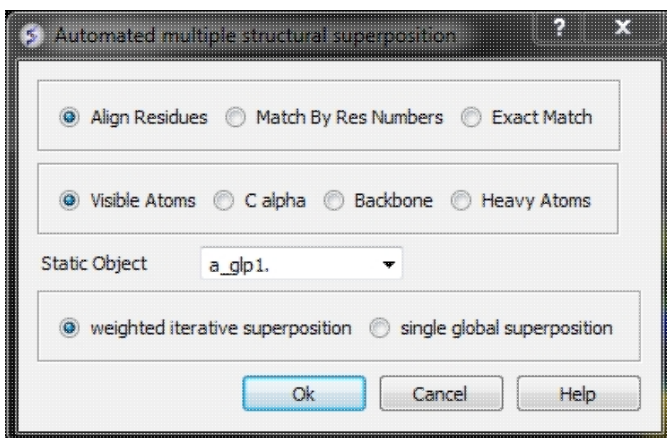 Automated multiple structural superposition ? X
Align Residues Match By Res Numbers Exact Match
Visible Atoms C alpha Backbone Heavy Atoms
Static Object a_glp1.
weighted iterative superposition single global superposition
Ok Cancel Help